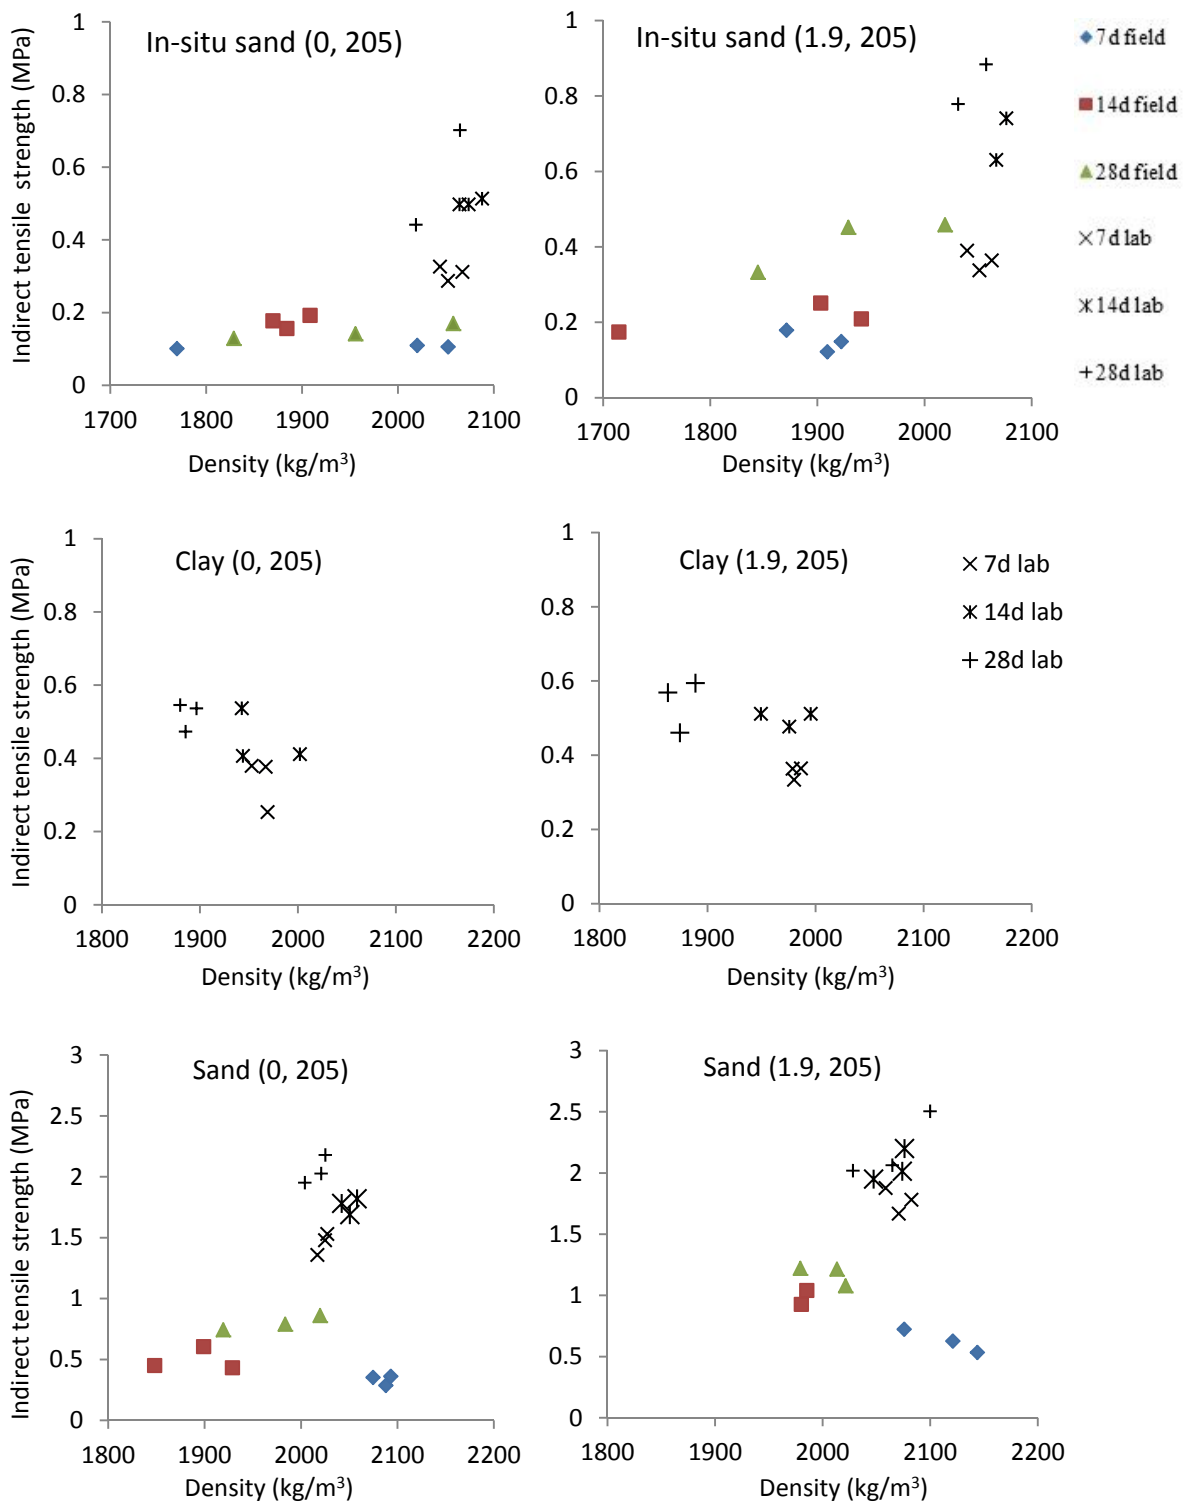 In-situ sand (0, 205)
Indirect tensile strength (MPa)
1
0.8
0.6
0.4
0.2
0
1700 1800 1900 2000 2100
Density (kg/m³)
In-situ sand (1.9, 205)
1
0.8
0.6
0.4
0.2
0
1700 1800 1900 2000 2100
Density (kg/m³)
7d field
14d field
28d field
7d lab
14d lab
28d lab
Clay (0, 205)
Indirect tensile strength (MPa)
1
0.8
0.6
0.4
0.2
0
1800 1900 2000 2100 2200
Density (kg/m³)
Clay (1.9, 205)
1
0.8
0.6
0.4
0.2
0
1800 1900 2000 2100 2200
Density (kg/m³)
7d lab
14d lab
28d lab
Sand (0, 205)
Indirect tensile strength (MPa)
3
2.5
2
1.5
1
0.5
0
1800 1900 2000 2100 2200
Density (kg/m³)
Sand (1.9, 205)
3
2.5
2
1.5
1
0.5
0
1800 1900 2000 2100 2200
Density (kg/m³)